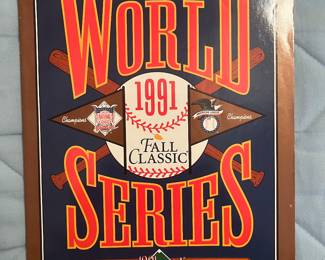 WORLD
1991
Champions
Champions
FALL
CLASSIC
SERIES